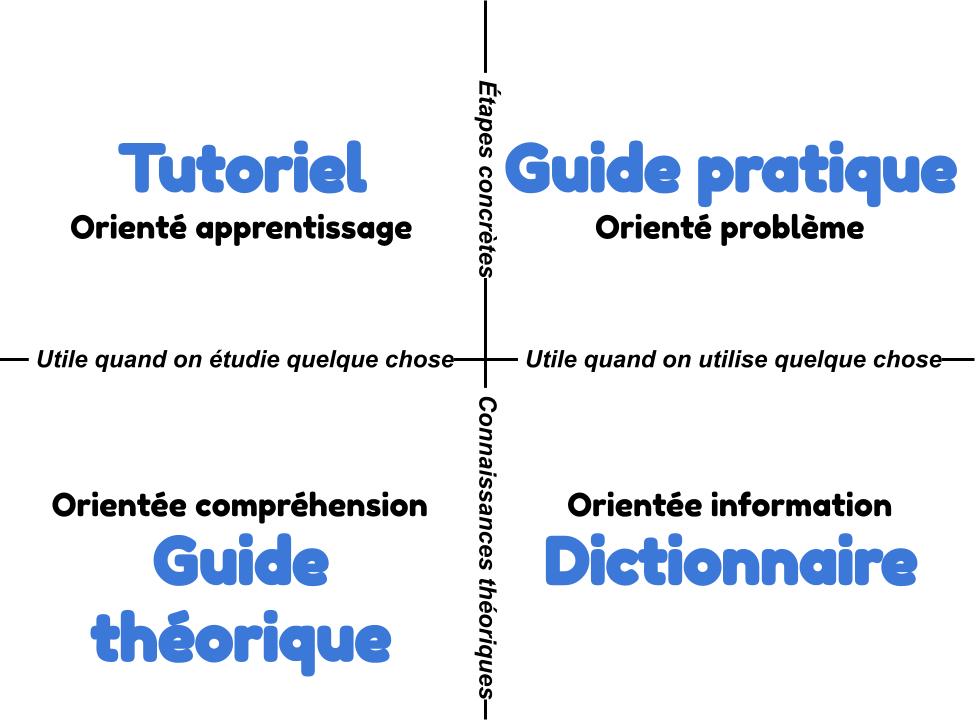 Étapes concrètes
Tutoriel
Orienté apprentissage
Guide pratique
Orienté problème
Utile quand on étudie quelque chose
Utile quand on utilise quelque chose
Connaissances théoriques
Orientée compréhension
Guide
théorique
Orientée information
Dictionnaire